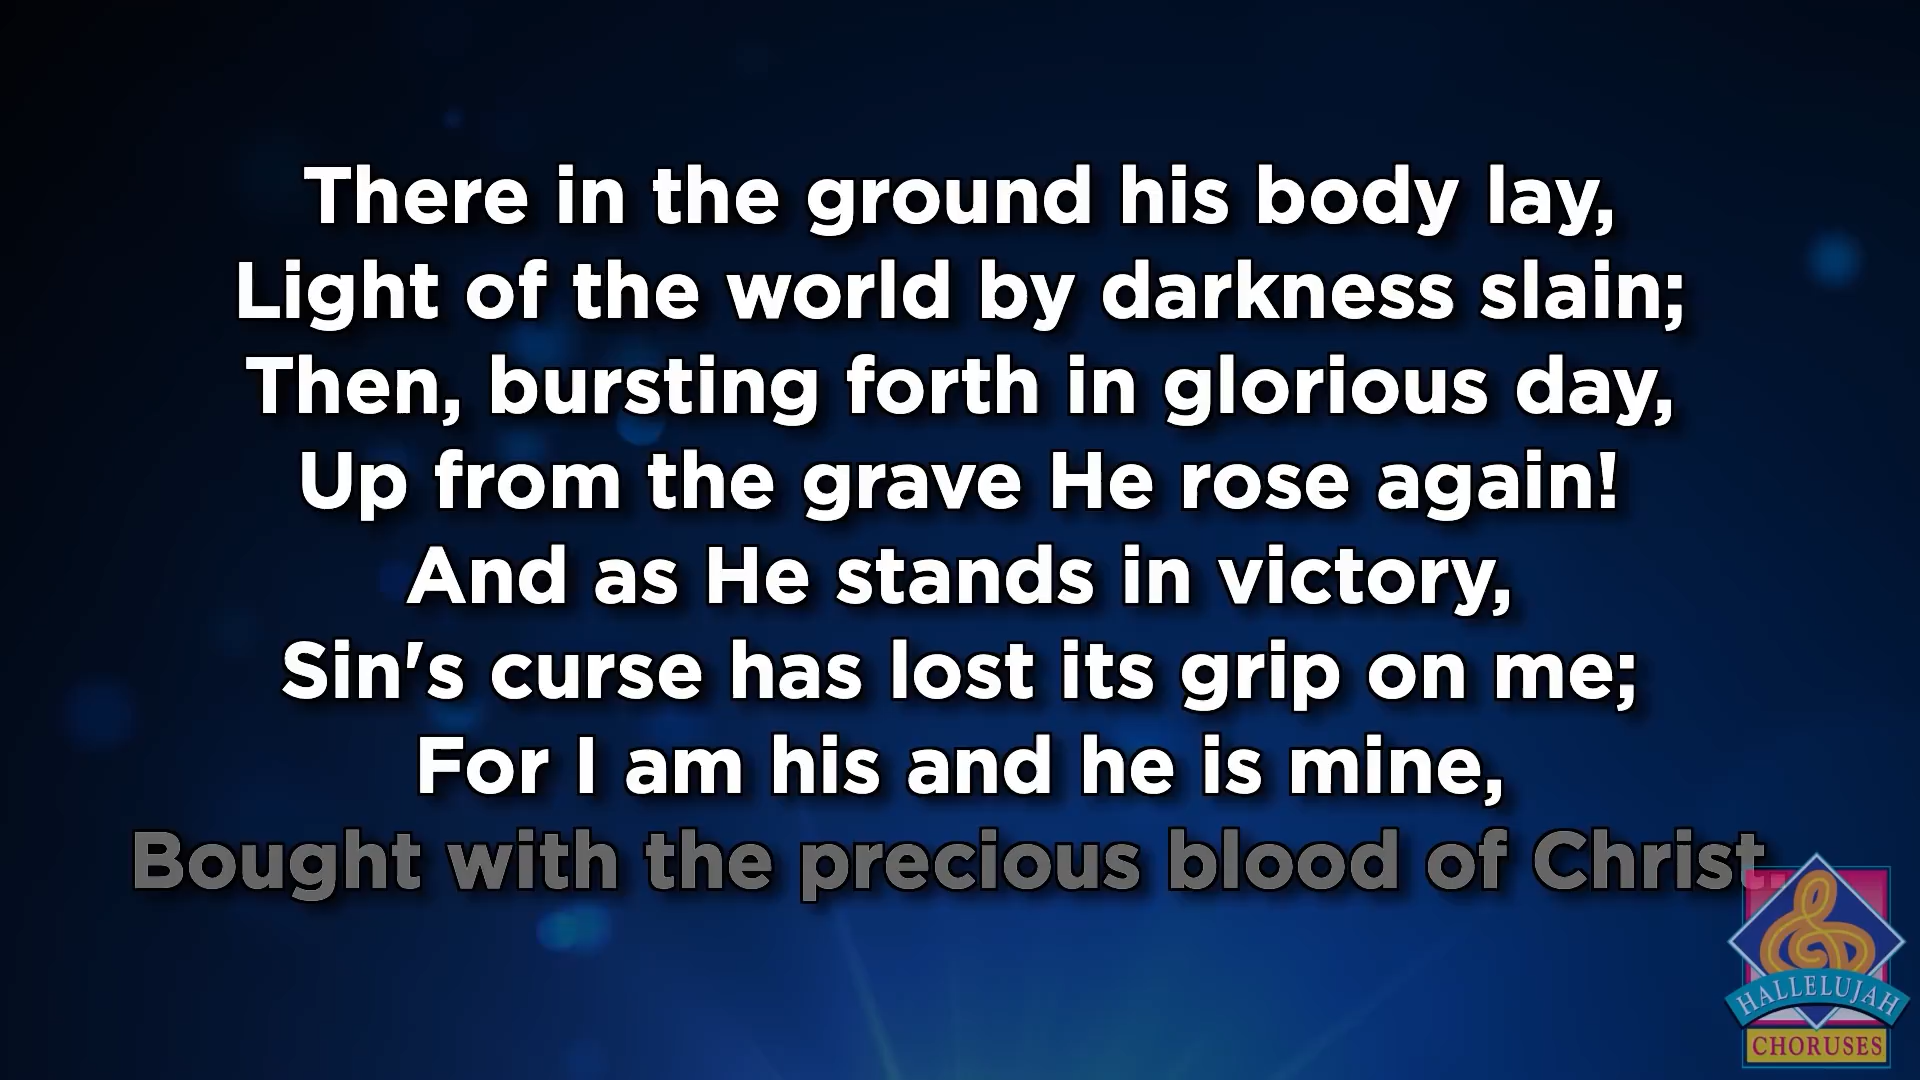 There in the ground his body lay,
Light of the world by darkness slain;
Then, bursting forth in glorious day,
Up from the grave He rose again!
And as He stands in victory,
Sin's curse has lost its grip on me;
For I am his and he is mine,
Bought with the precious blood of Christ.
HALLELUJAH
CHORUSES